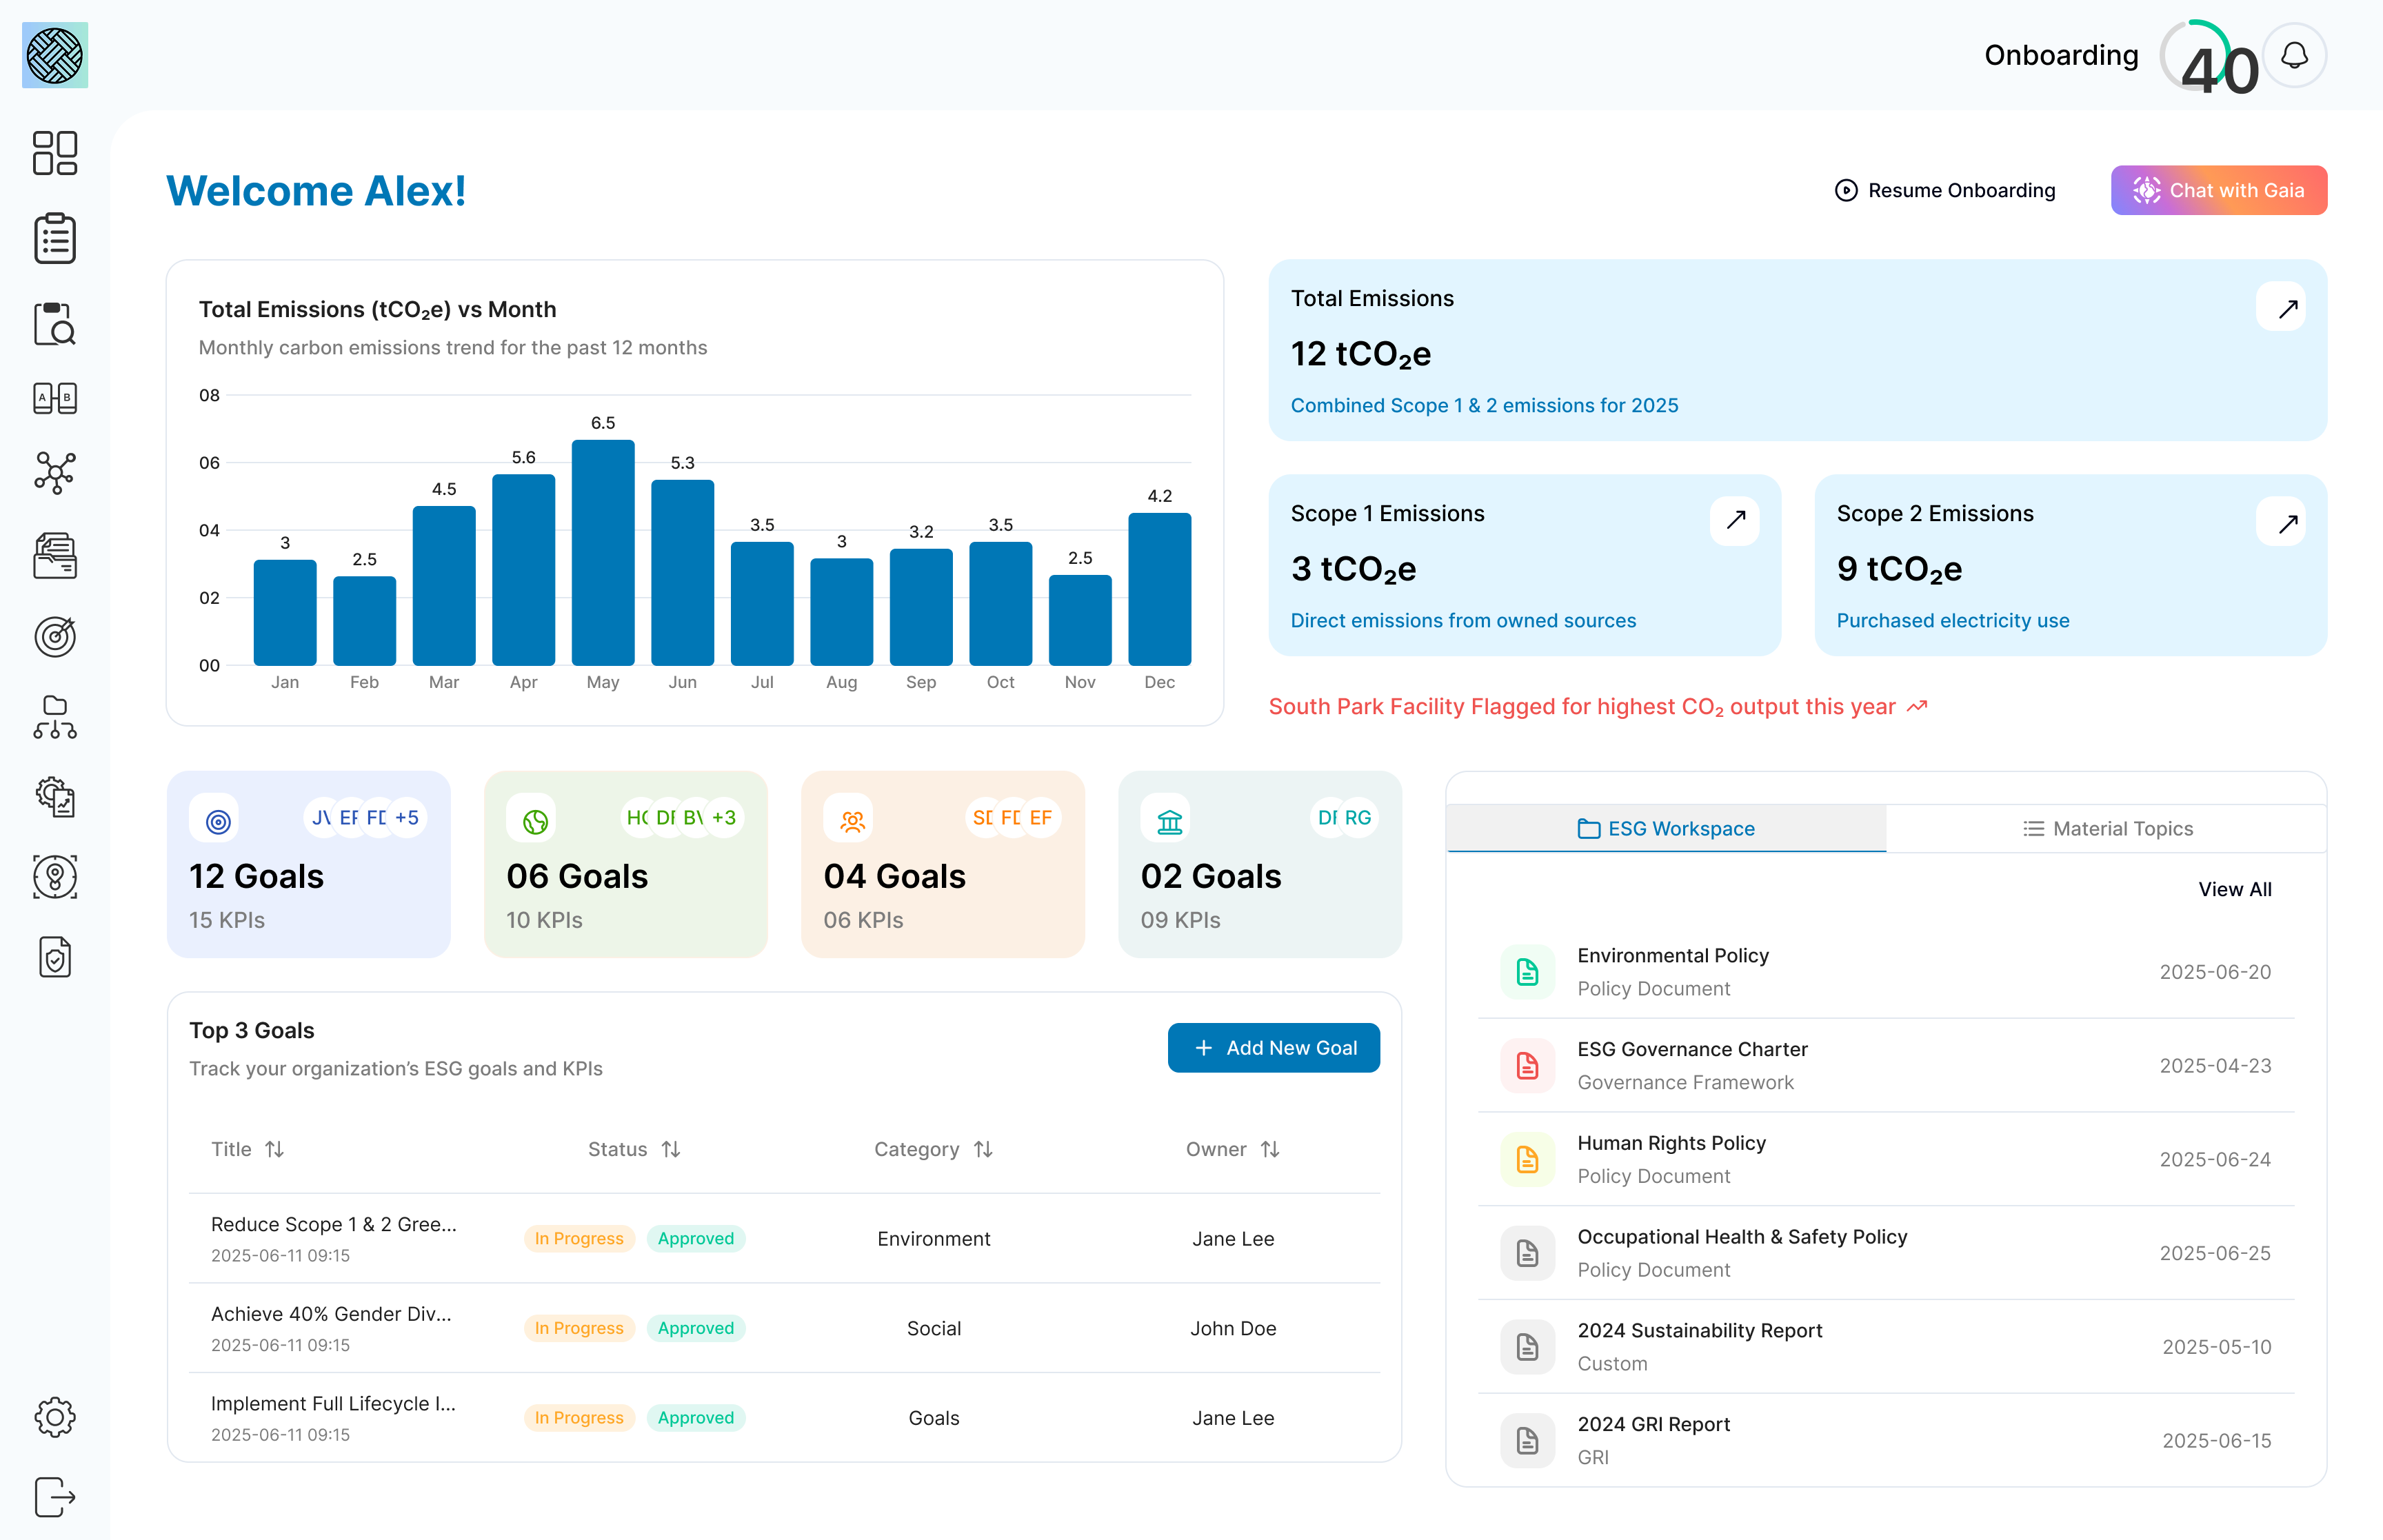 Onboarding 40
Welcome Alex!
Resume Onboarding
Chat with Gaia
A B
Total Emissions (tCO₂e) vs Month
Monthly carbon emissions trend for the past 12 months
08
06
04
02
00
3
2.5
4.5
5.6
6.5
5.3
3.5
3
3.2
3.5
2.5
4.2
Jan Feb Mar Apr May Jun Jul Aug Sep Oct Nov Dec
Total Emissions
12 tCO₂e
Combined Scope 1 & 2 emissions for 2025
Scope 1 Emissions
3 tCO₂e
Direct emissions from owned sources
Scope 2 Emissions
9 tCO₂e
Purchased electricity use
South Park Facility Flagged for highest CO₂ output this year
+5
12 Goals
15 KPIs
+3
06 Goals
10 KPIs
EF
04 Goals
06 KPIs
RG
02 Goals
09 KPIs
Top 3 Goals
Track your organization's ESG goals and KPIs
+ Add New Goal
Title Status Category Owner
Reduce Scope 1 & 2 Gree... In Progress Approved Environment Jane Lee
2025-06-11 09:15
Achieve 40% Gender Div... In Progress Approved Social John Doe
2025-06-11 09:15
Implement Full Lifecycle I... In Progress Approved Goals Jane Lee
2025-06-11 09:15
ESG Workspace
Material Topics
View All
Environmental Policy
Policy Document
2025-06-20
ESG Governance Charter
Governance Framework
2025-04-23
Human Rights Policy
Policy Document
2025-06-24
Occupational Health & Safety Policy
Policy Document
2025-06-25
2024 Sustainability Report
Custom
2025-05-10
2024 GRI Report
GRI
2025-06-15